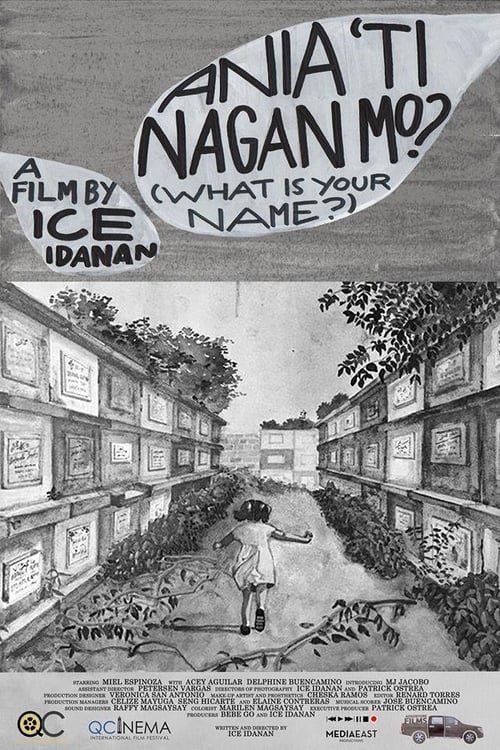 ANIA 'TI
NAGAN MO?
(WHAT IS YOUR
NAME?)
A
FILM BY
ICE
IDANAN
STARRING MIEL ESPINOZA WITH ACEY AGUILAR DELPHINE BUENCAMINO INTRODUCING MJ JACOBO
ASSISTANT DIRECTOR PETERSEN VARGAS DIRECTORS OF PHOTOGRAPHY ICE IDANAN AND PATRICK OSTREA
PRODUCTION DESIGNER VERONICA SAN ANTONIO MAKE-UP ARTIST AND PROSTHETICS CHESKA RAMOS EDITOR RENARD TORRES
PRODUCTION MANAGERS CELIZE MAYUGA SENG HICARTE AND ELAINE CONTRERAS MUSICAL SCORE JOSE BUENCAMINO
SOUND DESIGNER RAFFY MAGSAYSAY COLORIST MARILEN MAGSAYSAY EXECUTIVE PRODUCER PATRICK OSTREA
PRODUCERS BEBE GO AND ICE IDANAN
WRITTEN AND DIRECTED BY
ICE IDANAN
QC
QCINEMA
INTERNATIONAL FILM FESTIVAL
MEDIAEAST
PRODUCTIONS
FILMS